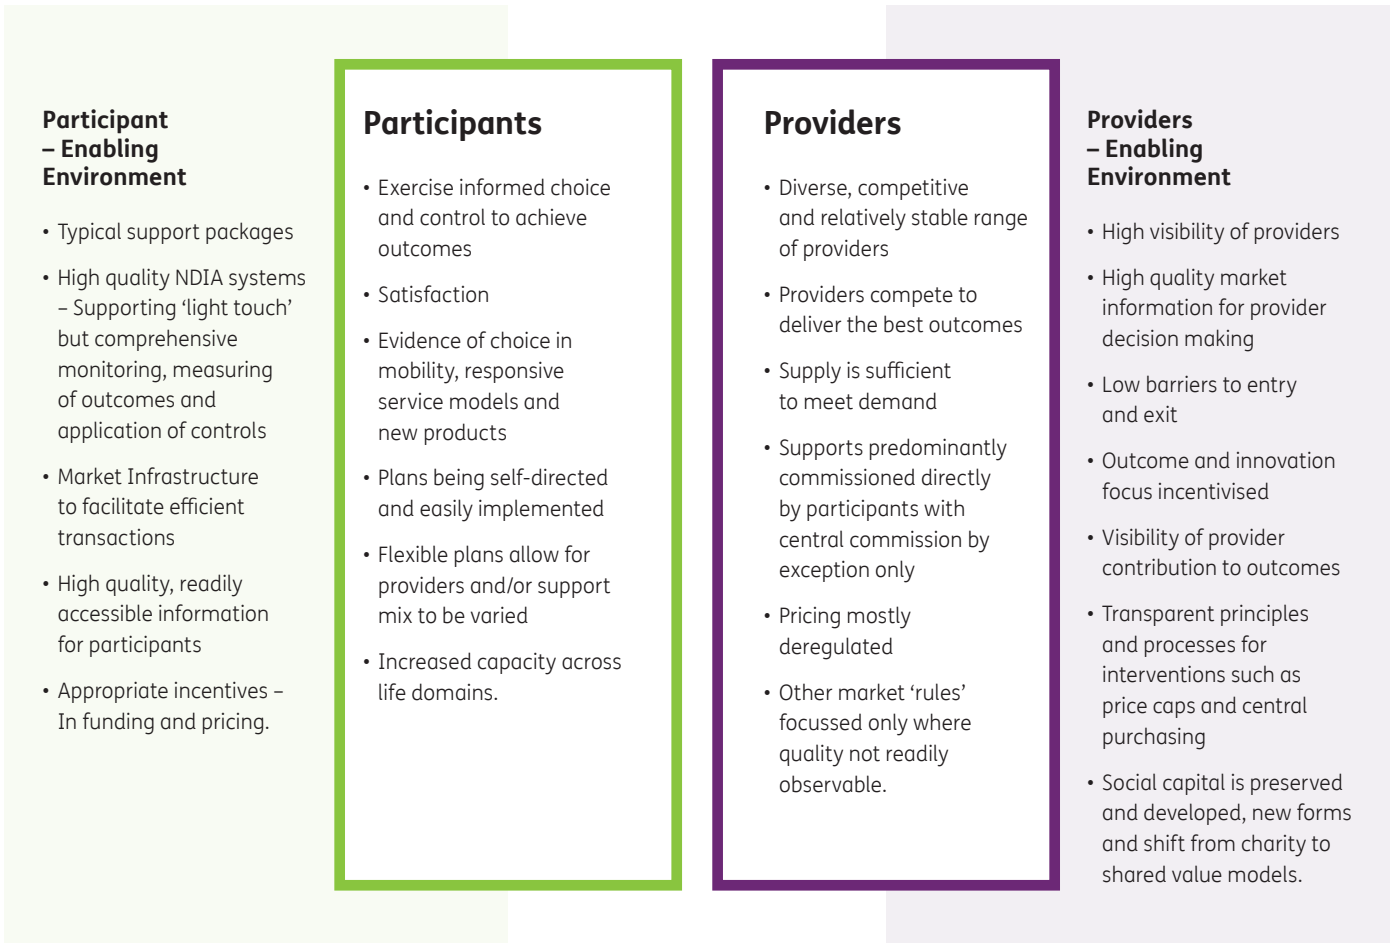 Participant
– Enabling
Environment
• Typical support packages
• High quality NDIA systems
– Supporting ‘light touch’
but comprehensive
monitoring, measuring
of outcomes and
application of controls
• Market Infrastructure
to facilitate efficient
transactions
• High quality, readily
accessible information
for participants
• Appropriate incentives –
In funding and pricing.
Participants
• Exercise informed choice
and control to achieve
outcomes
• Satisfaction
• Evidence of choice in
mobility, responsive
service models and
new products
• Plans being self-directed
and easily implemented
• Flexible plans allow for
providers and/or support
mix to be varied
• Increased capacity across
life domains.
Providers
• Diverse, competitive
and relatively stable range
of providers
• Providers compete to
deliver the best outcomes
• Supply is sufficient
to meet demand
• Supports predominantly
commissioned directly
by participants with
central commission by
exception only
• Pricing mostly
deregulated
• Other market ‘rules’
focussed only where
quality not readily
observable.
Providers
– Enabling
Environment
• High visibility of providers
• High quality market
information for provider
decision making
• Low barriers to entry
and exit
• Outcome and innovation
focus incentivised
• Visibility of provider
contribution to outcomes
• Transparent principles
and processes for
interventions such as
price caps and central
purchasing
• Social capital is preserved
and developed, new forms
and shift from charity to
shared value models.